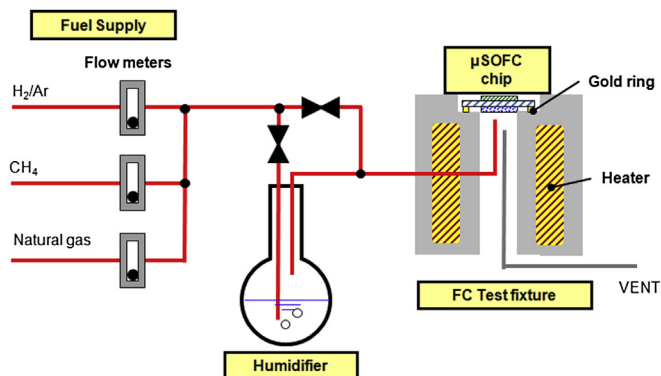 Fuel Supply
Flow meters
H₂/Ar
CH₄
Natural gas
Humidifier
µSOFC
chip
Gold ring
Heater
FC Test fixture
VENT